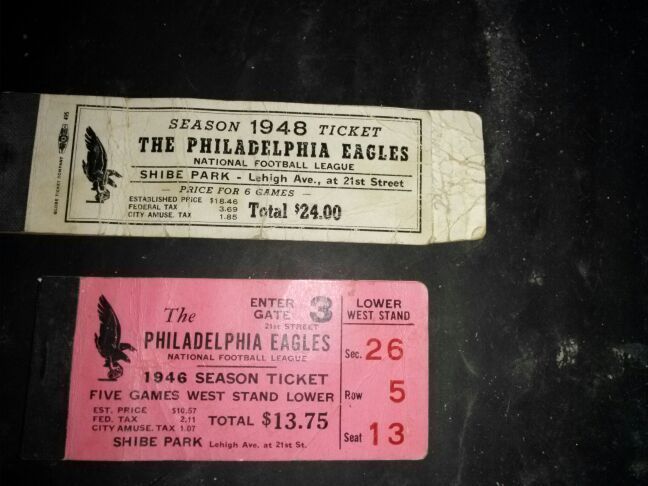 SEASON 1948 TICKET
THE PHILADELPHIA EAGLES
NATIONAL FOOTBALL LEAGUE
SHIBE PARK - Lehigh Ave., at 21st Street
PRICE FOR 6 GAMES
ESTABLISHED PRICE $18.46
FEDERAL TAX 3.69
CITY AMUSE. TAX 1.85
Total $24.00
GLOBE TICKET COMPANY
The
ENTER
GATE 3
21st STREET
PHILADELPHIA EAGLES
NATIONAL FOOTBALL LEAGUE
1946 SEASON TICKET
FIVE GAMES WEST STAND LOWER
EST. PRICE $10.57
FED. TAX 2.11
CITY AMUSE. TAX 1.07
TOTAL $13.75
SHIBE PARK Lehigh Ave. at 21st St.
LOWER
WEST STAND
Sec. 26
Row 5
Seat 13